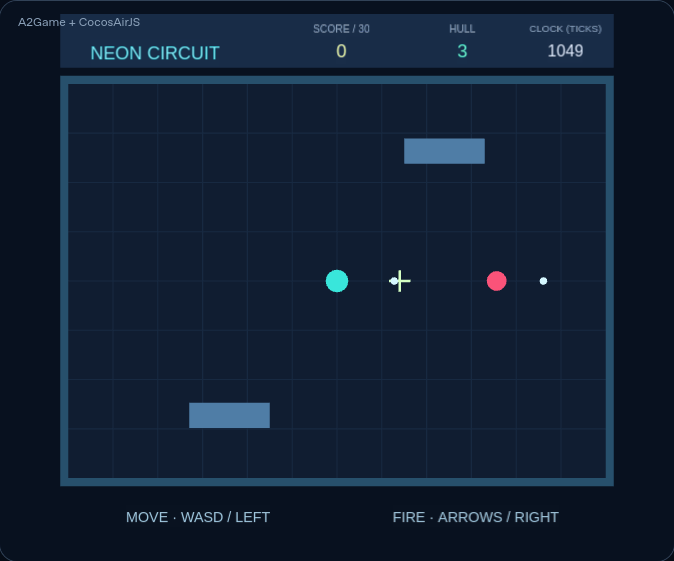 A2Game + CocosAirJS
SCORE / 30
HULL
CLOCK (TICKS)
NEON CIRCUIT
0
3
1049
MOVE · WASD / LEFT
FIRE · ARROWS / RIGHT